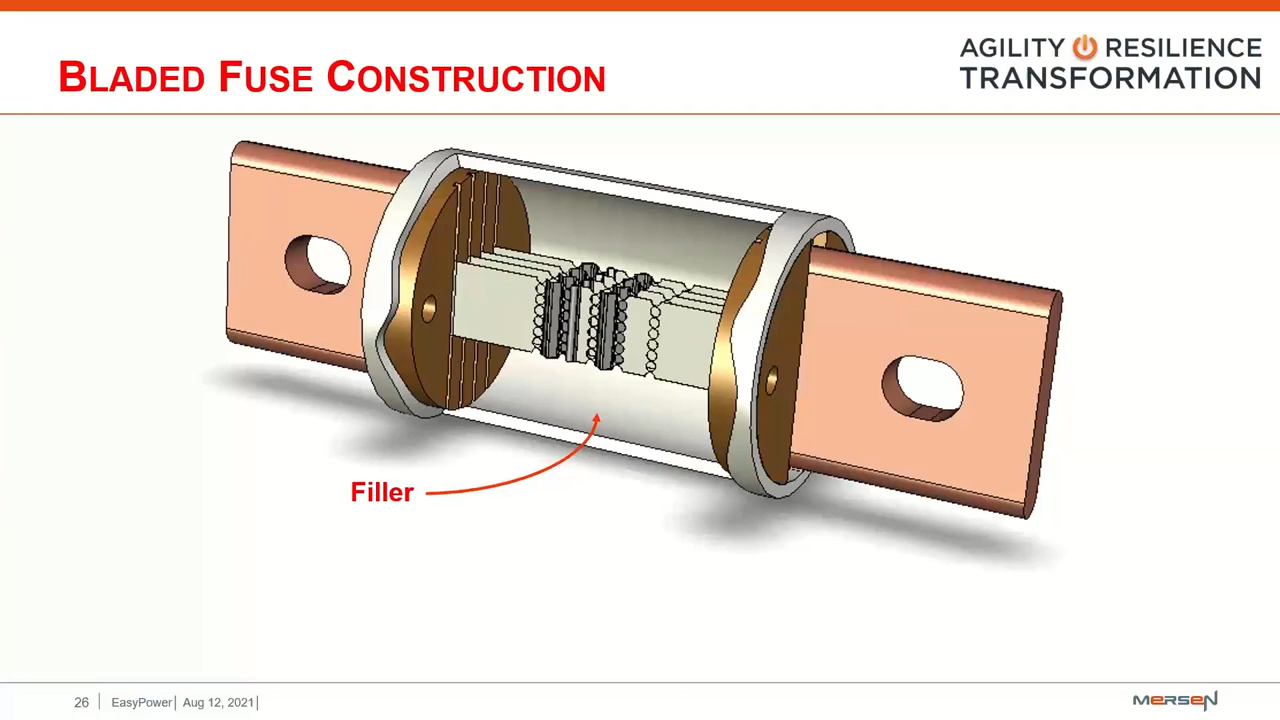 BLADED FUSE CONSTRUCTION
AGILITY RESILIENCE
TRANSFORMATION
Filler
26 | EasyPower| Aug 12, 2021|
MERSEN